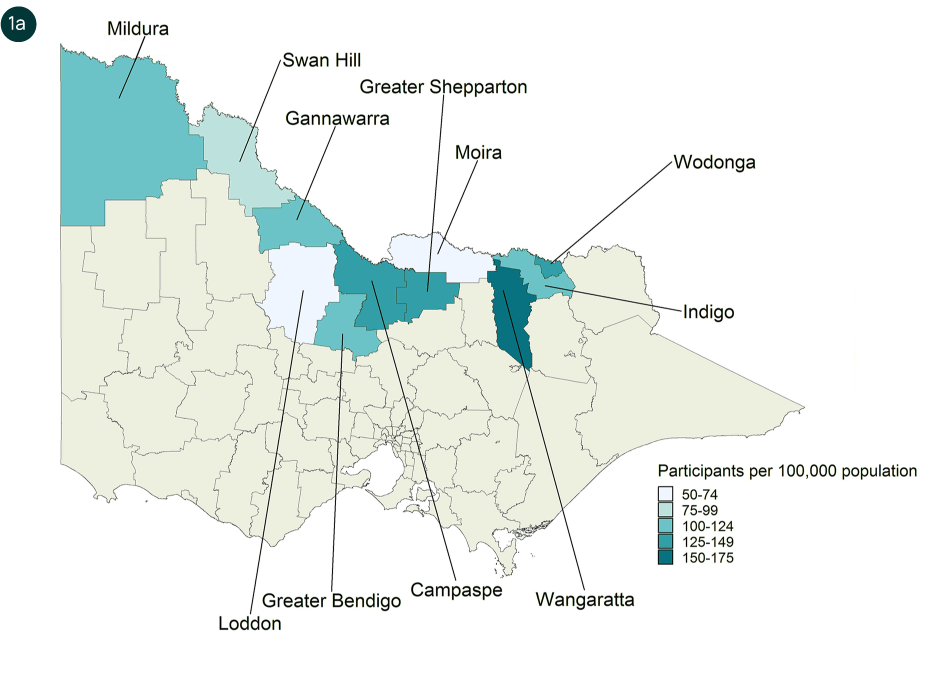 1a
Mildura
Swan Hill
Greater Shepparton
Gannawarra
Moira
Wodonga
Indigo
Participants per 100,000 population
50-74
75-99
100-124
125-149
150-175
Campaspe
Greater Bendigo
Wangaratta
Loddon